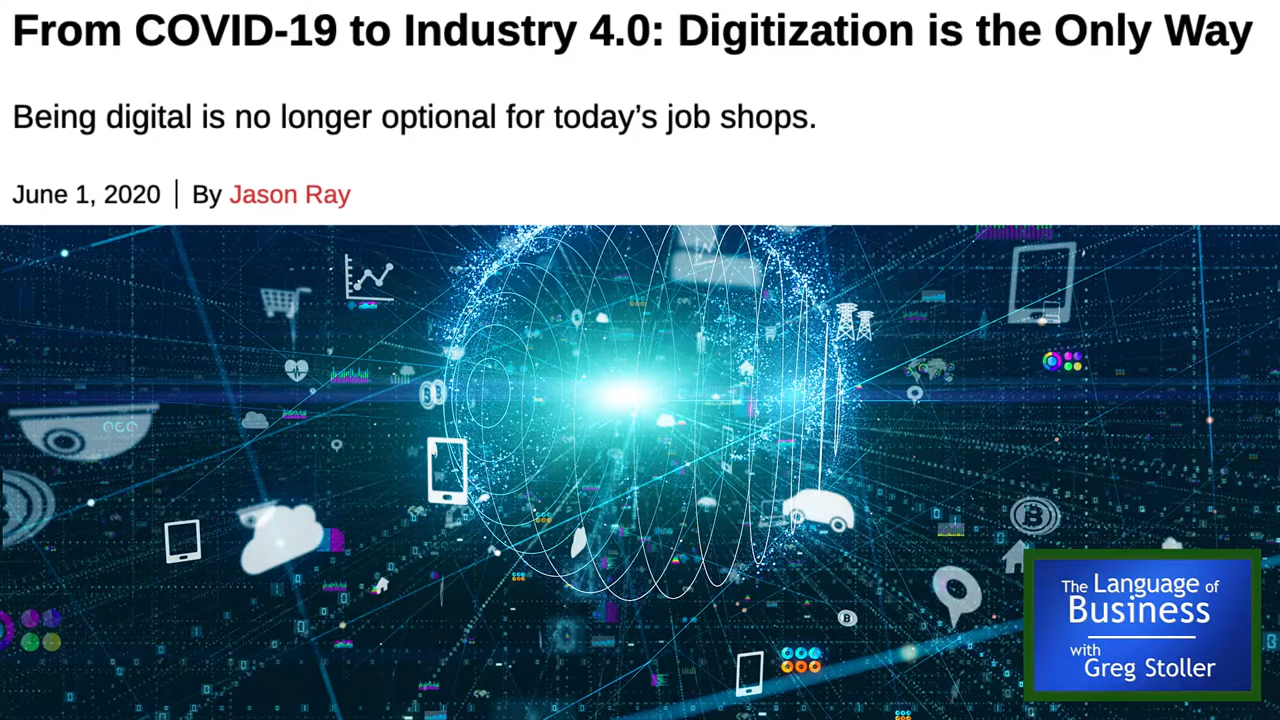 From COVID-19 to Industry 4.0: Digitization is the Only Way
Being digital is no longer optional for today’s job shops.
June 1, 2020 | By Jason Ray
The Language of
Business
with
Greg Stoller